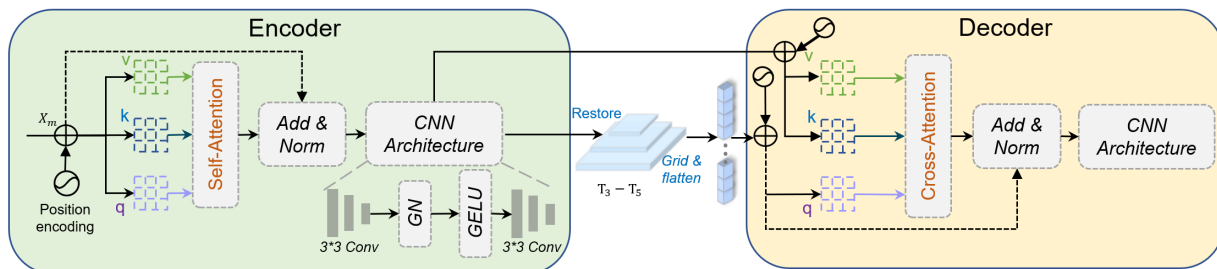 Encoder
Decoder
v
k
q
X_m
Position
encoding
Self-Attention
Add &
Norm
CNN
Architecture
3*3 Conv
GN
GELU
3*3 Conv
Restore
Grid &
flatten
T₃ − T₅
v
k
q
Cross-Attention
Add &
Norm
CNN
Architecture